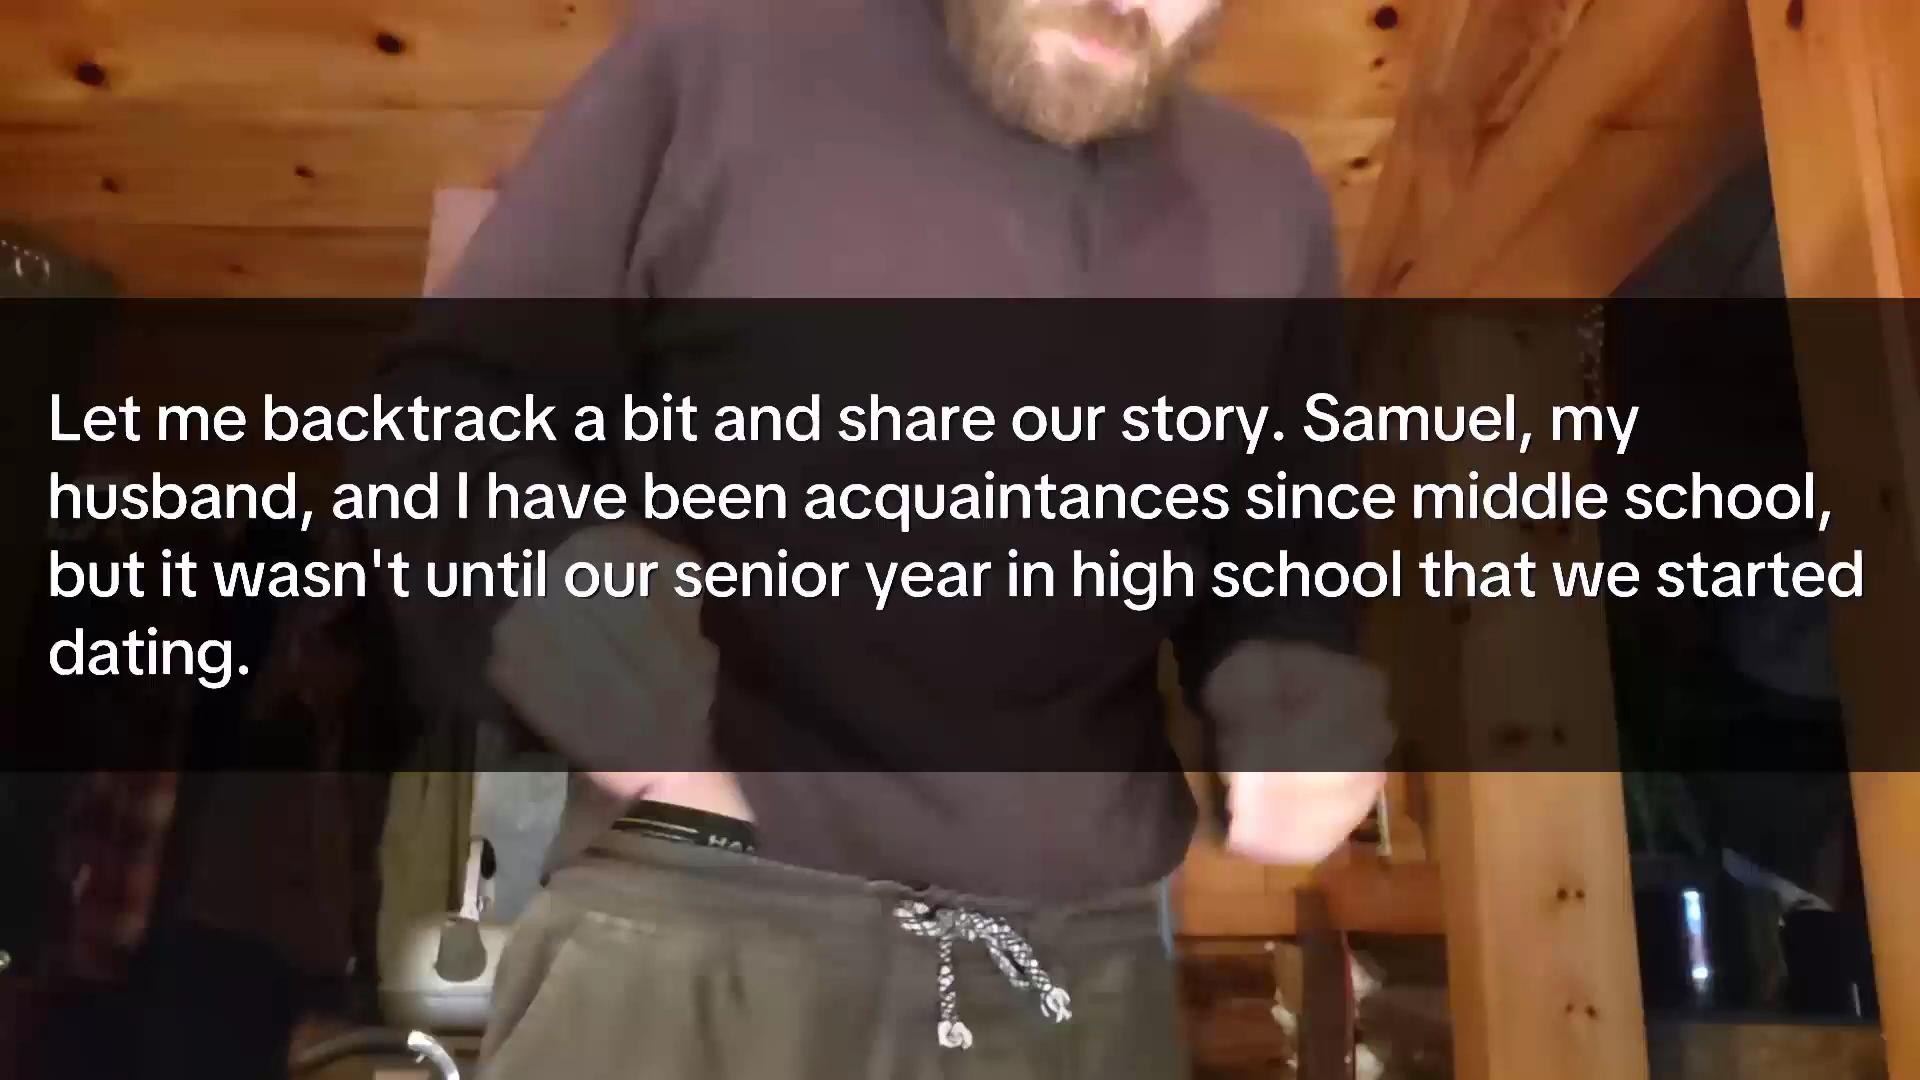 Let me backtrack a bit and share our story. Samuel, my
husband, and I have been acquaintances since middle school,
but it wasn't until our senior year in high school that we started
dating.